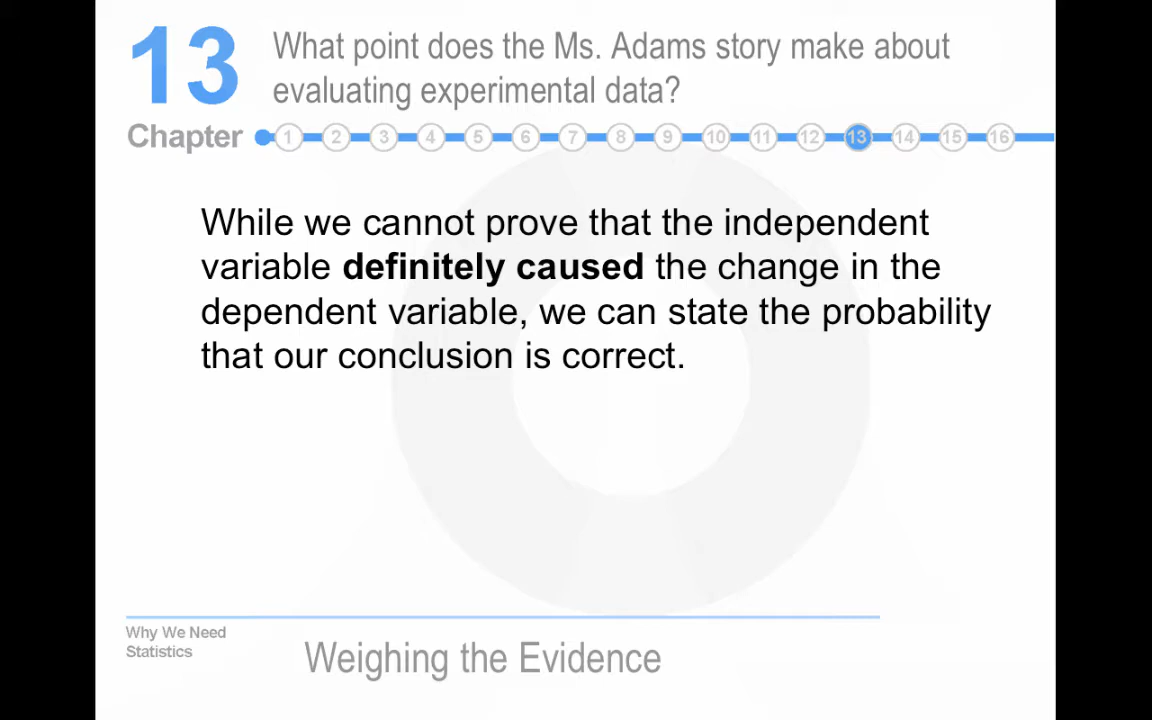 13
What point does the Ms. Adams story make about
evaluating experimental data?
Chapter 1 2 3 4 5 6 7 8 9 10 11 12 13 14 15 16
While we cannot prove that the independent
variable definitely caused the change in the
dependent variable, we can state the probability
that our conclusion is correct.
Why We Need
Statistics
Weighing the Evidence